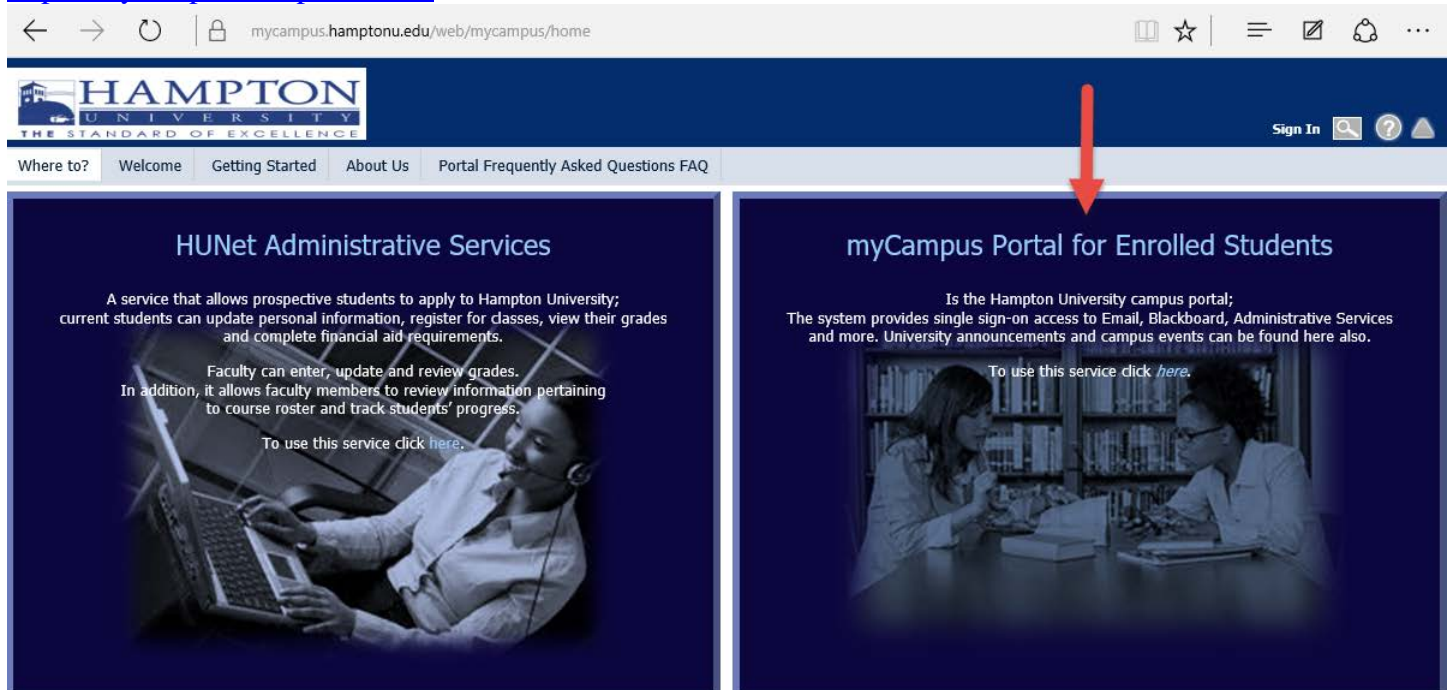 mycampus.hamptonu.edu/web/mycampus/home
HAMPTON
UNIVERSITY
THE STANDARD OF EXCELLENCE
Sign In
Where to? Welcome Getting Started About Us Portal Frequently Asked Questions FAQ
HUNet Administrative Services
A service that allows prospective students to apply to Hampton University;
current students can update personal information, register for classes, view their grades
and complete financial aid requirements.
Faculty can enter, update and review grades.
In addition, it allows faculty members to review information pertaining
to course roster and track students' progress.
To use this service click here.
myCampus Portal for Enrolled Students
Is the Hampton University campus portal;
The system provides single sign-on access to Email, Blackboard, Administrative Services
and more. University announcements and campus events can be found here also.
To use this service click here.